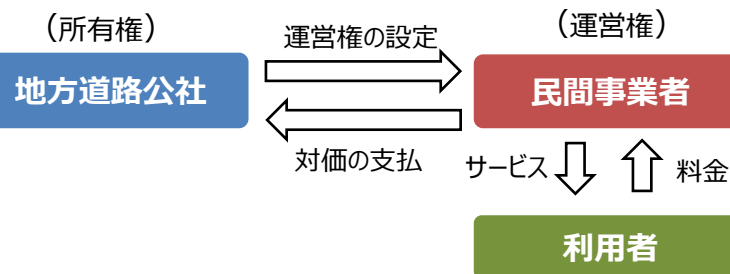 （所有権）
運営権の設定
（運営権）
地方道路公社
民間事業者
対価の支払
サービス
料金
利用者